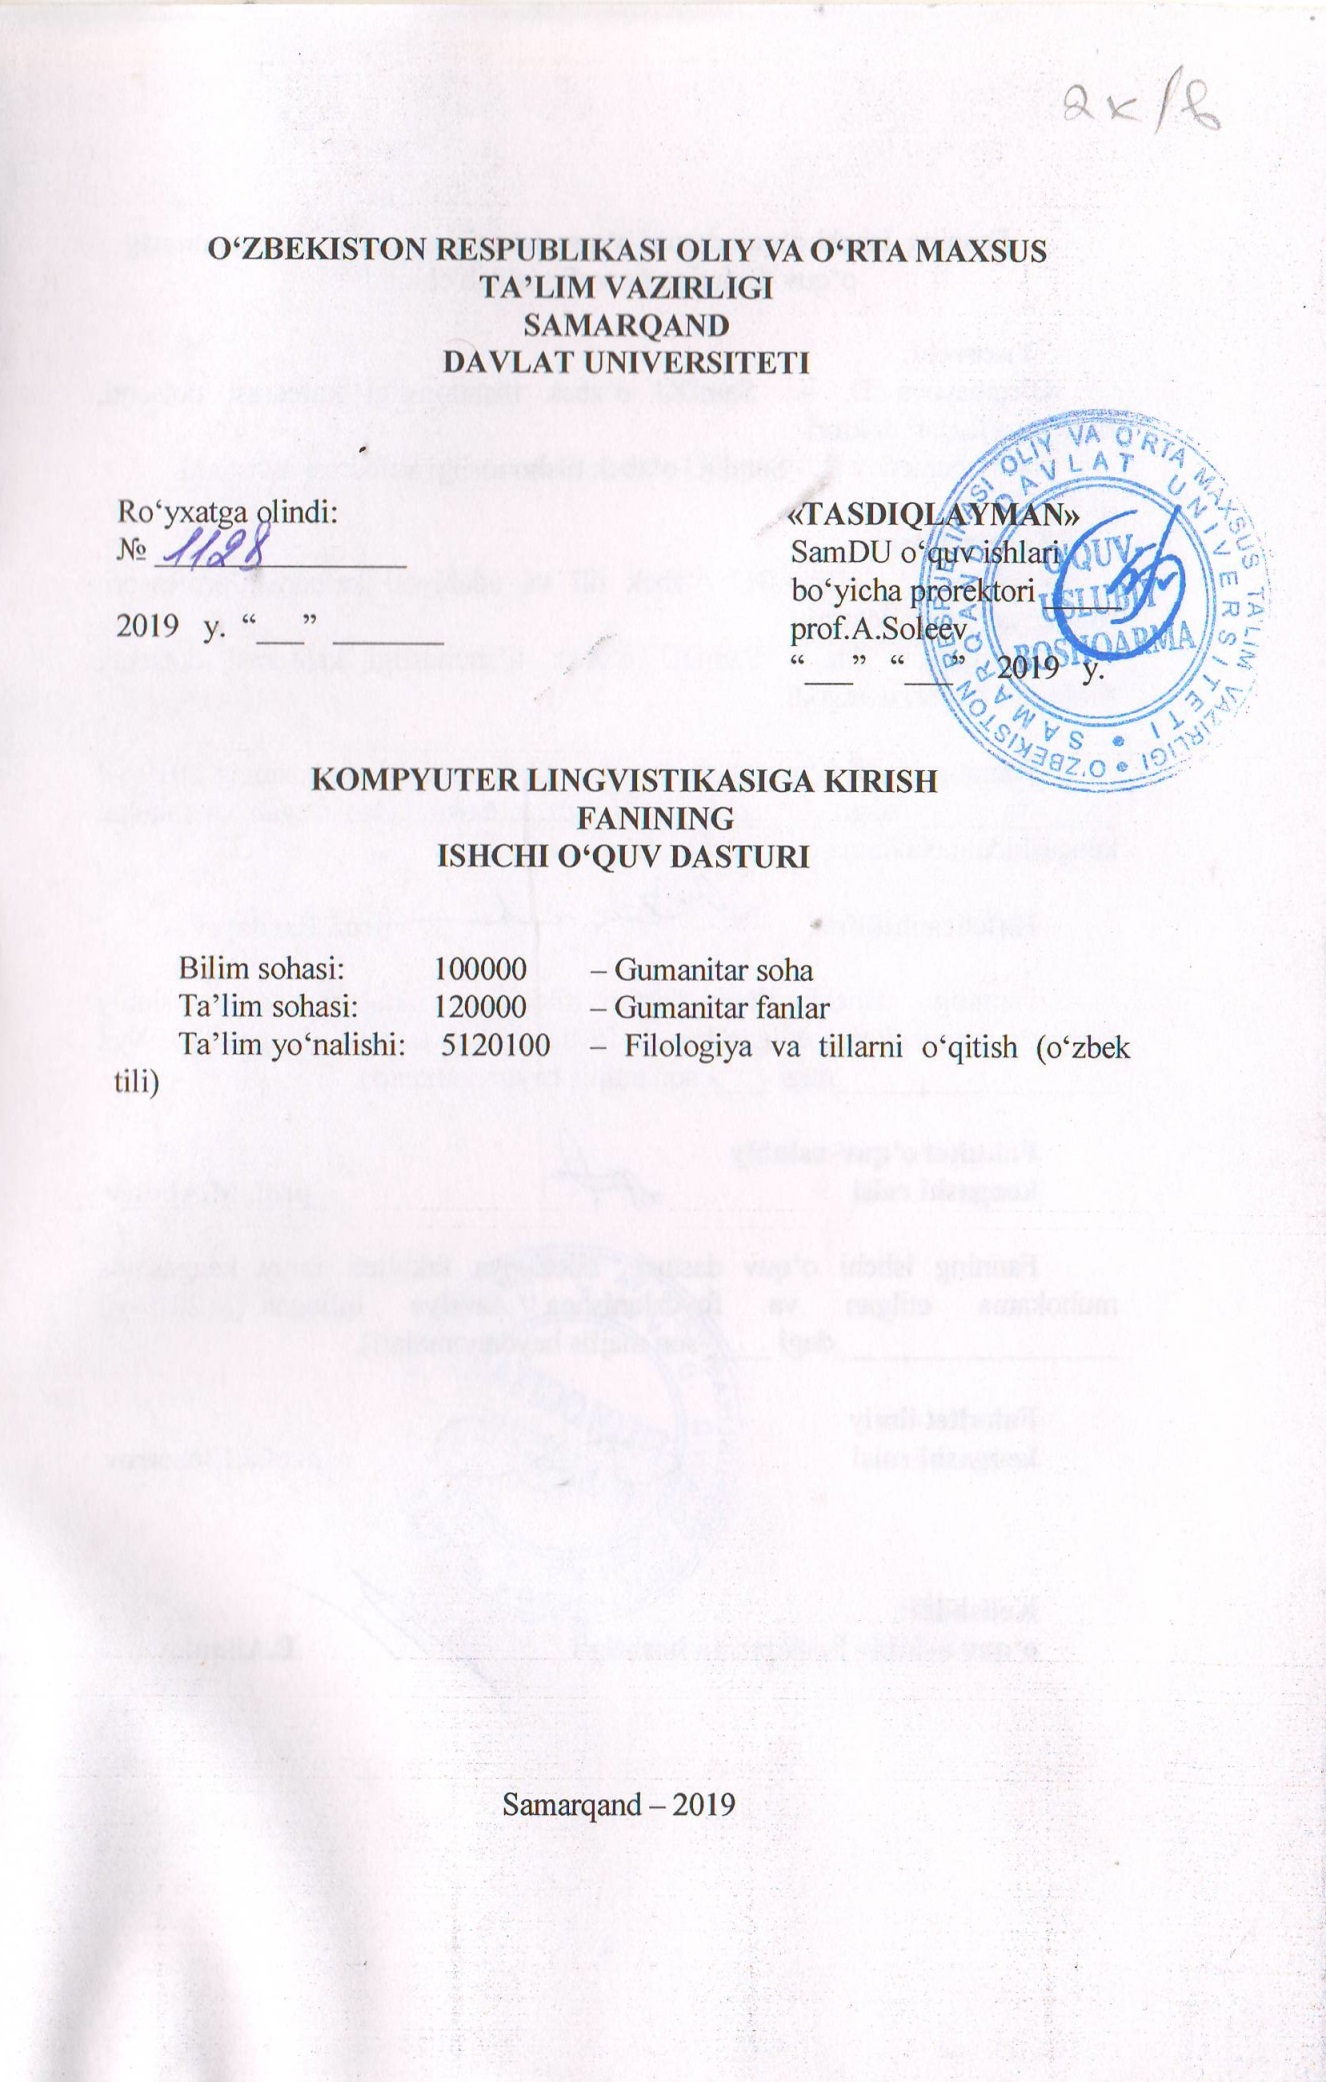 O‘ZBEKISTON RESPUBLIKASI OLIY VA O‘RTA MAXSUS
TA’LIM VAZIRLIGI
SAMARQAND
DAVLAT UNIVERSITETI
Ro‘yxatga olindi:
№ 1128
2019 y. “___” ________
«TASDIQLAYMAN»
SamDU o‘quv ishlari
bo‘yicha prorektori ______
prof.A.Soleev
“___” “___” 2019 y.
O‘ZBEKISTON RESPUBLIKASI OLIY VA O‘RTA MAXSUS TA’LIM VAZIRLIGI
SAMARQAND DAVLAT UNIVERSITETI
O‘QUV-
USLUBIY
BOSHQARMA
KOMPYUTER LINGVISTIKASIGA KIRISH
FANINING
ISHCHI O‘QUV DASTURI
Bilim sohasi: 100000 – Gumanitar soha
Ta’lim sohasi: 120000 – Gumanitar fanlar
Ta’lim yo‘nalishi: 5120100 – Filologiya va tillarni o‘qitish (o‘zbek
tili)
Samarqand – 2019